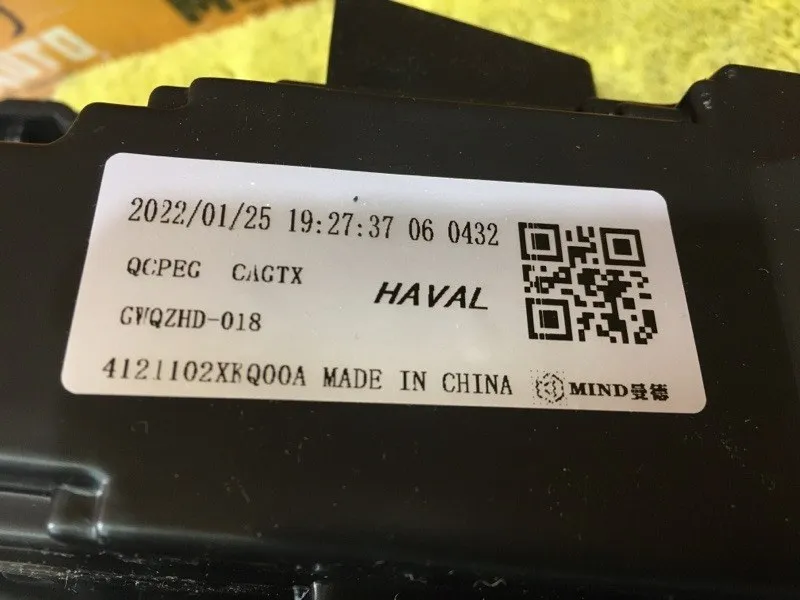 2022/01/25 19:27:37 06 0432
QCPEG CAGTX
HAVAL
GWQZHD-018
4121102XKQ00A MADE IN CHINA
MIND曼德